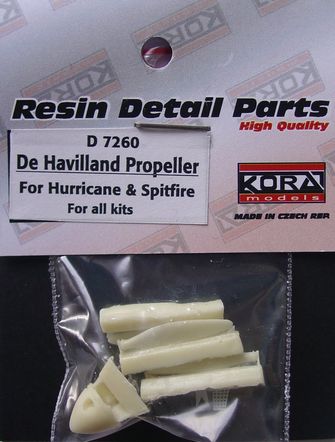 Resin Detail Parts
High Quality
D 7260
De Havilland Propeller
For Hurricane & Spitfire
For all kits
KORA
models
MADE IN CZECH REP.